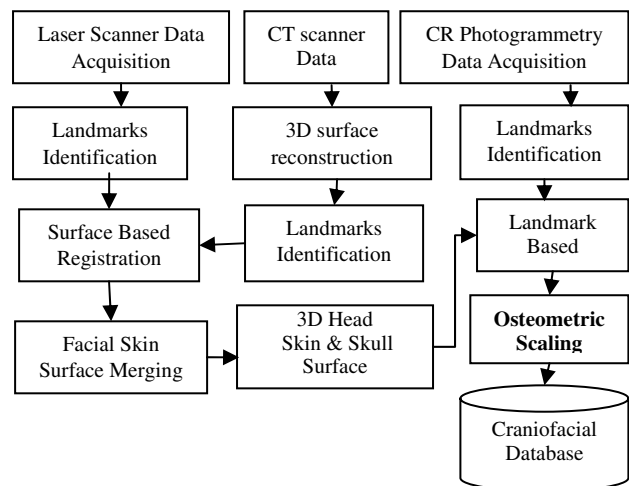 Laser Scanner Data
Acquisition
CT scanner
Data
CR Photogrammetry
Data Acquisition
Landmarks
Identification
3D surface
reconstruction
Landmarks
Identification
Surface Based
Registration
Landmarks
Identification
Landmark
Based
Facial Skin
Surface Merging
3D Head
Skin & Skull
Surface
Osteometric
Scaling
Craniofacial
Database